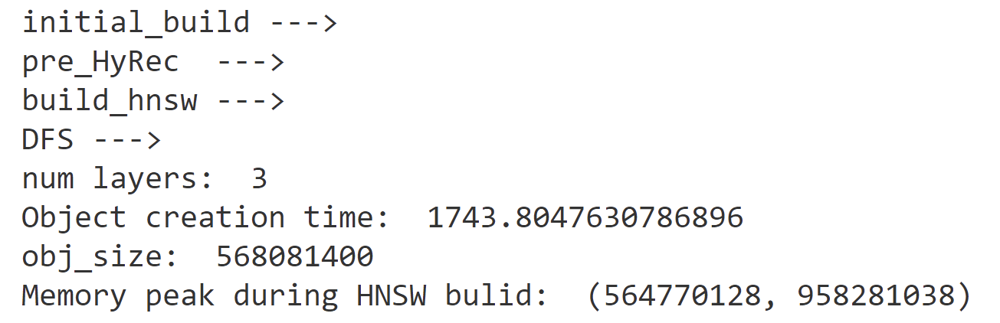 initial_build --->
pre_HyRec  --->
build_hnsw --->
DFS --->
num layers:  3
Object creation time:  1743.8047630786896
obj_size:  568081400
Memory peak during HNSW bulid:  (564770128, 958281038)